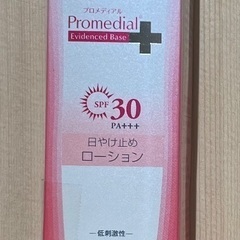 プロメディアル
Promedial
Evidenced Base
SPF 30
PA+++
日やけ止め
ローション
―低刺激性―